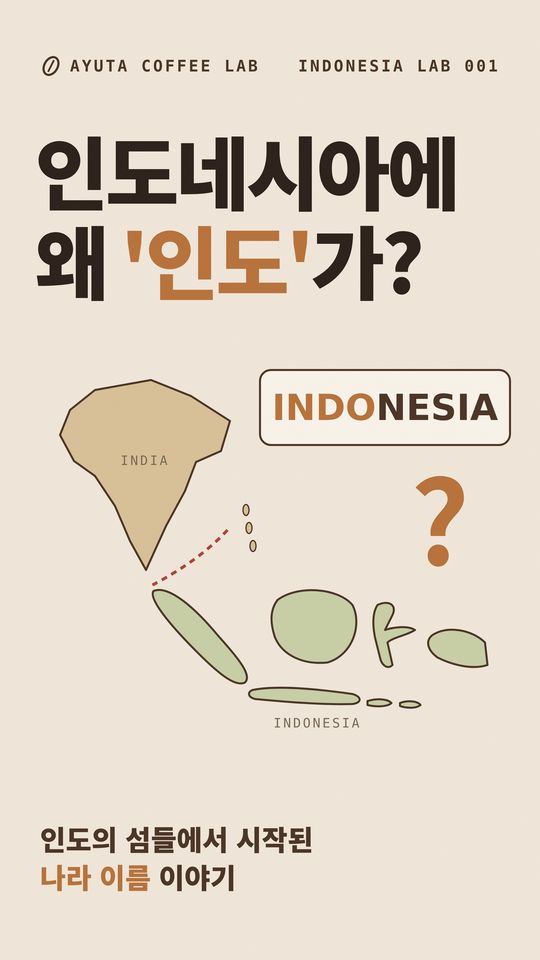 AYUTA COFFEE LAB INDONESIA LAB 001
인도네시아에
왜 '인도'가?
INDONESIA
INDIA
?
INDONESIA
인도의 섬들에서 시작된
나라 이름 이야기